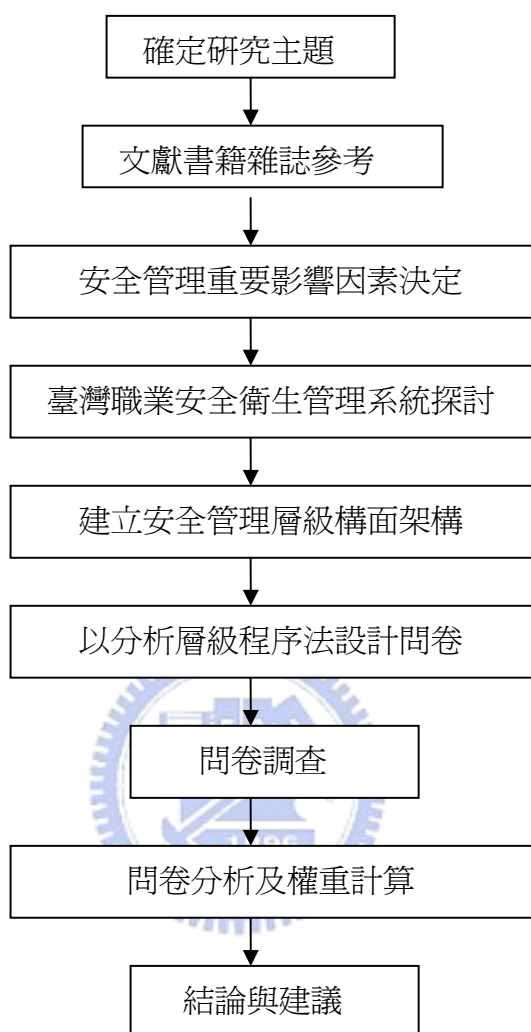 確定研究主題
文獻書籍雜誌參考
安全管理重要影響因素決定
臺灣職業安全衛生管理系統探討
建立安全管理層級構面架構
以分析層級程序法設計問卷
問卷調查
問卷分析及權重計算
結論與建議